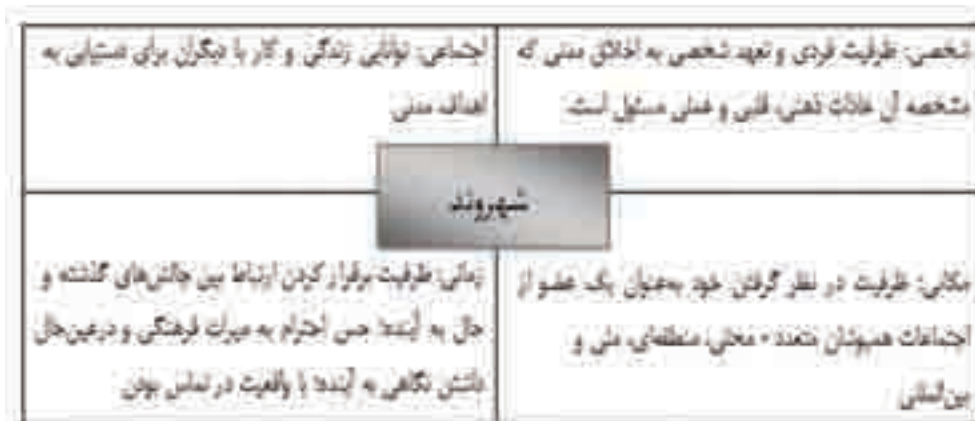 شخصی: ظرفیت فردی و تعهد شخصی به اخلاق مدنی که
مشخصه آن عادات ذهنی، قلبی و عملی مسئول است.
اجتماعی: توانایی زندگی و کار با دیگران برای دستیابی به
اهداف مدنی
شهروند
مکانی: ظرفیت در نظر گرفتن خود به‌عنوان یک عضو از
اجتماعات همپوشان متعدد - محلی، منطقه‌ای، ملی و
بین‌المللی
زمانی: ظرفیت برقرار کردن ارتباط بین چالش‌های گذشته و
حال به آینده؛ حس احترام به میراث فرهنگی و درعین‌حال
داشتن نگاهی به آینده؛ با واقعیت در تماس بودن